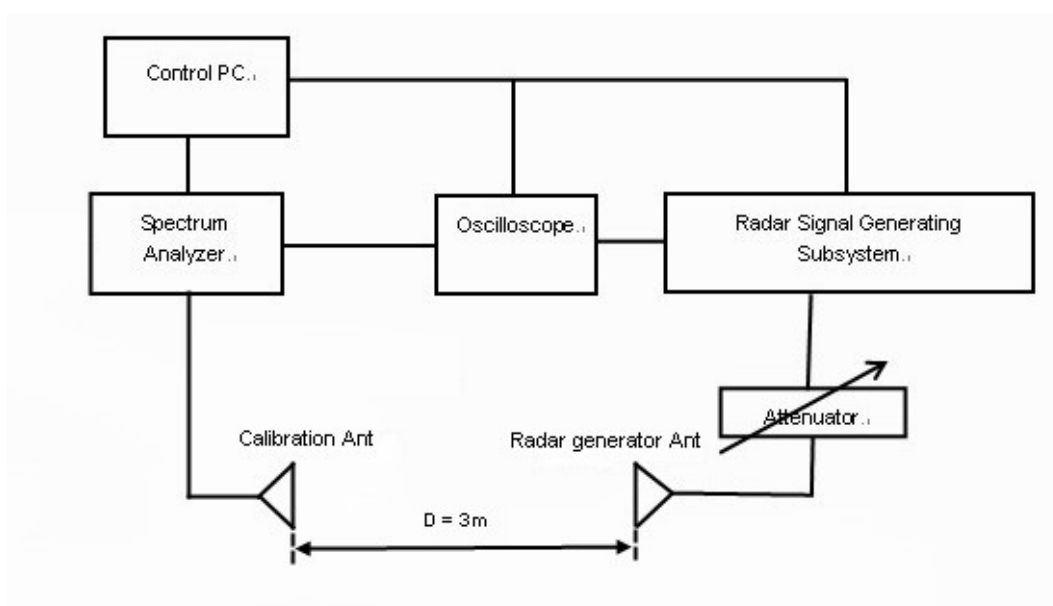 Control PC.
Spectrum
Analyzer.
Oscilloscope.
Radar Signal Generating
Subsystem.
Attenuator.
Calibration Ant
Radar generator Ant
D = 3m